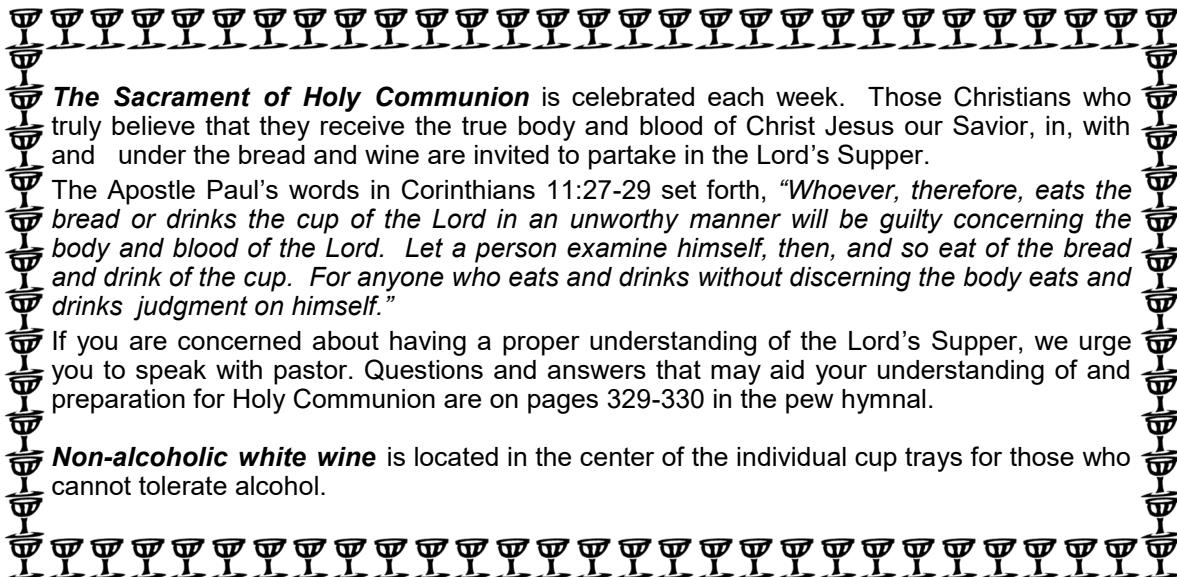 The Sacrament of Holy Communion is celebrated each week. Those Christians who
truly believe that they receive the true body and blood of Christ Jesus our Savior, in, with
and under the bread and wine are invited to partake in the Lord’s Supper.
The Apostle Paul’s words in Corinthians 11:27-29 set forth, “Whoever, therefore, eats the
bread or drinks the cup of the Lord in an unworthy manner will be guilty concerning the
body and blood of the Lord. Let a person examine himself, then, and so eat of the bread
and drink of the cup. For anyone who eats and drinks without discerning the body eats and
drinks judgment on himself.”
If you are concerned about having a proper understanding of the Lord’s Supper, we urge
you to speak with pastor. Questions and answers that may aid your understanding of and
preparation for Holy Communion are on pages 329-330 in the pew hymnal.
Non-alcoholic white wine is located in the center of the individual cup trays for those who
cannot tolerate alcohol.